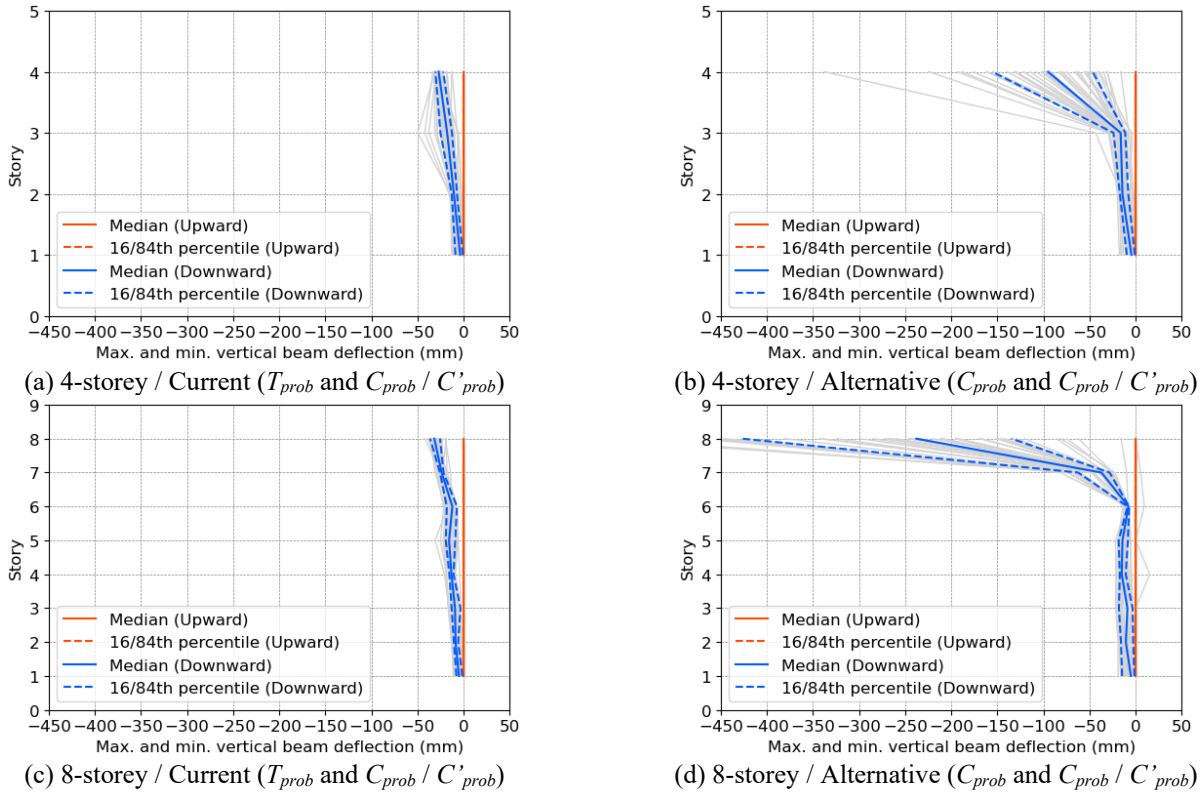 5
4
3
2
1
0
Story
Median (Upward)
16/84th percentile (Upward)
Median (Downward)
16/84th percentile (Downward)
−450 −400 −350 −300 −250 −200 −150 −100 −50 0 50
Max. and min. vertical beam deflection (mm)
(a) 4-storey / Current (Tprob and Cprob / C’prob)
5
4
3
2
1
0
Story
Median (Upward)
16/84th percentile (Upward)
Median (Downward)
16/84th percentile (Downward)
−450 −400 −350 −300 −250 −200 −150 −100 −50 0 50
Max. and min. vertical beam deflection (mm)
(b) 4-storey / Alternative (Cprob and Cprob / C’prob)
9
8
7
6
5
4
3
2
1
0
Story
Median (Upward)
16/84th percentile (Upward)
Median (Downward)
16/84th percentile (Downward)
−450 −400 −350 −300 −250 −200 −150 −100 −50 0 50
Max. and min. vertical beam deflection (mm)
(c) 8-storey / Current (Tprob and Cprob / C’prob)
9
8
7
6
5
4
3
2
1
0
Story
Median (Upward)
16/84th percentile (Upward)
Median (Downward)
16/84th percentile (Downward)
−450 −400 −350 −300 −250 −200 −150 −100 −50 0 50
Max. and min. vertical beam deflection (mm)
(d) 8-storey / Alternative (Cprob and Cprob / C’prob)